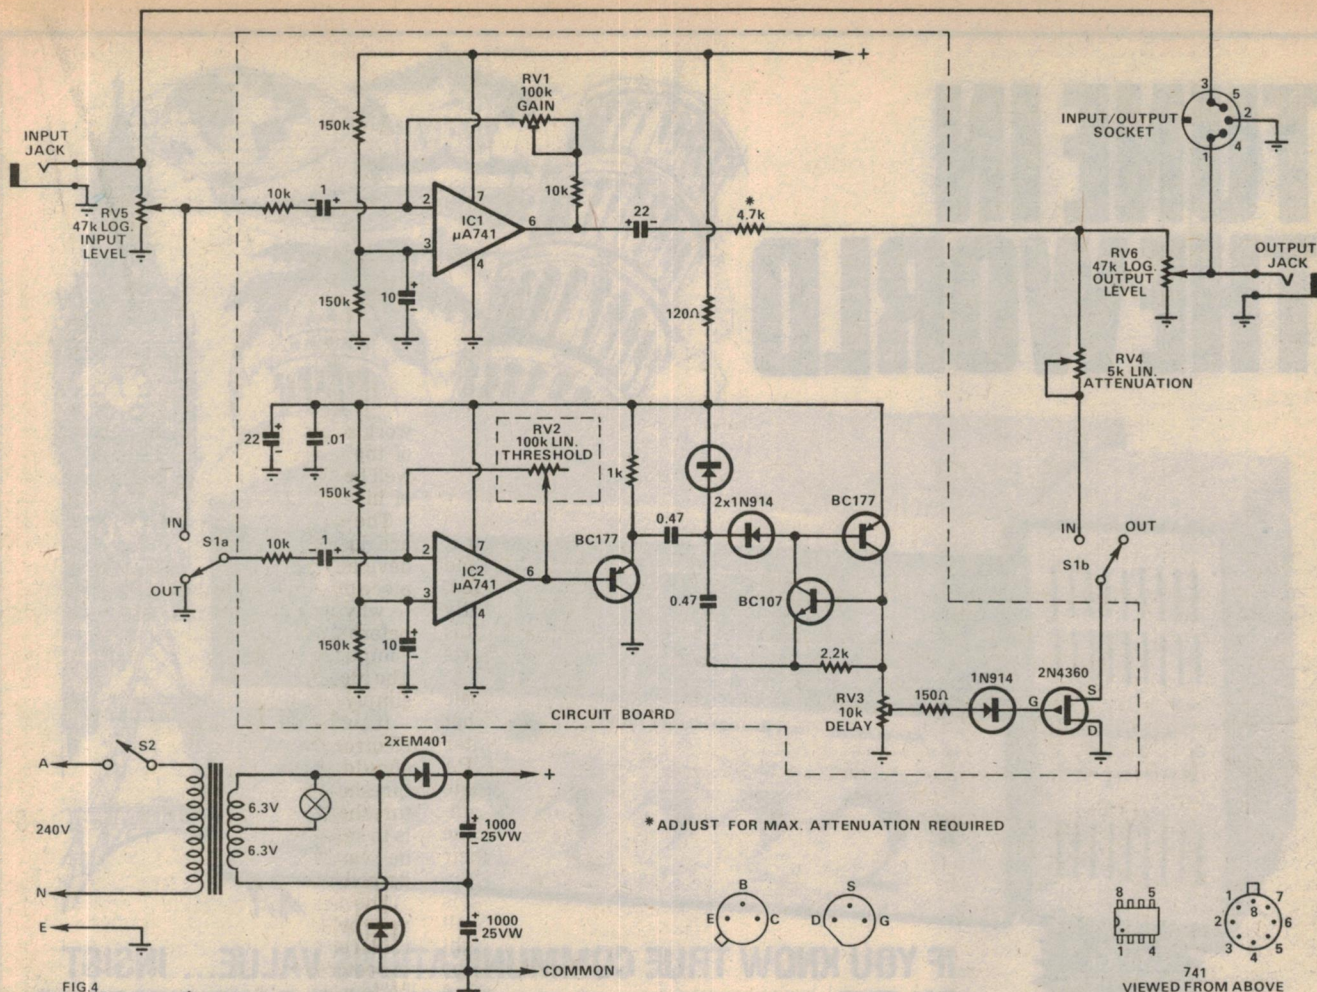 +
RV1
100k
GAIN
3
5
2
4
1
INPUT/OUTPUT
SOCKET
INPUT
JACK
150k
10k
7
10k
1
- +
2
3
6
4
IC1
µA741
22
+ -
*
4.7k
RV5
47k LOG.
INPUT
LEVEL
150k
10
+
-
120Ω
RV6
47k LOG.
OUTPUT
LEVEL
OUTPUT
JACK
RV4
5k LIN.
ATTENUATION
22
+
-
.01
150k
RV2
100k LIN.
THRESHOLD
1k
2x1N914
BC177
IN
S1a
OUT
10k
1
- +
2
3
7
6
4
IC2
µA741
BC177
0.47
0.47
BC107
IN
OUT
S1b
150k
10
+
-
2.2k
RV3
10k
DELAY
150Ω
1N914
2N4360
G
S
D
CIRCUIT BOARD
A
S2
240V
N
E
6.3V
6.3V
2xEM401
+
+
1000
25VW
-
+
1000
25VW
-
COMMON
*ADJUST FOR MAX. ATTENUATION REQUIRED
B
E
C
S
D
G
8
5
1
4
1
7
2
8
6
3
4
5
741
VIEWED FROM ABOVE
FIG.4